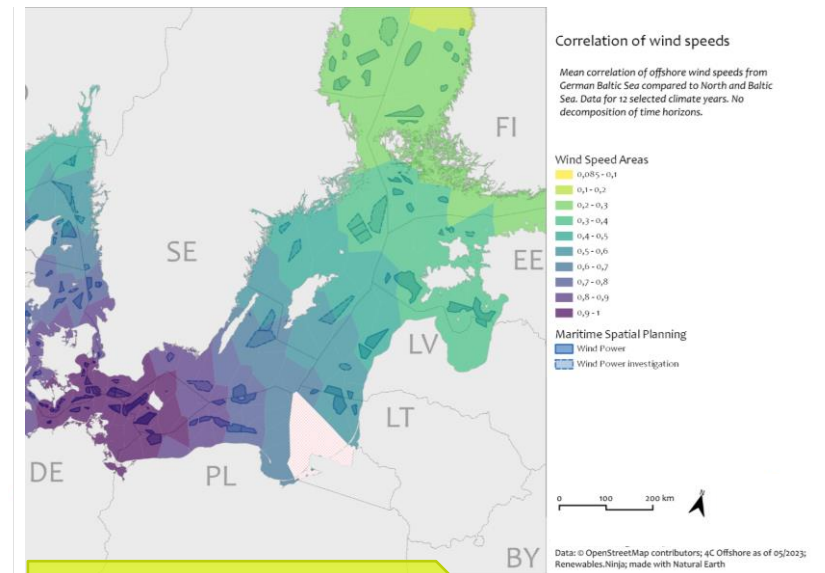 Correlation of wind speeds
Mean correlation of offshore wind speeds from
German Baltic Sea compared to North and Baltic
Sea. Data for 12 selected climate years. No
decomposition of time horizons.
FI
SE
EE
LV
LT
DE
PL
BY
Wind Speed Areas
0,085 - 0,1
0,1 - 0,2
0,2 - 0,3
0,3 - 0,4
0,4 - 0,5
0,5 - 0,6
0,6 - 0,7
0,7 - 0,8
0,8 - 0,9
0,9 - 1
Maritime Spatial Planning
Wind Power
Wind Power investigation
0 100 200 km
N
Data: © OpenStreetMap contributors; 4C Offshore as of 05/2023;
Renewables.Ninja; made with Natural Earth